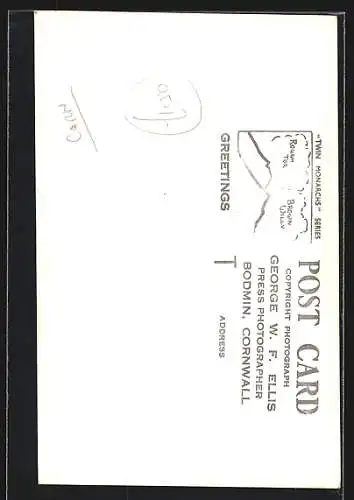 "TWIN MONARCHS" SERIES
ROUGH
TOR
BROWN
WILLY
GREETINGS
POST CARD
COPYRIGHT PHOTOGRAPH
GEORGE W. F. ELLIS
PRESS PHOTOGRAPHER
BODMIN, CORNWALL
ADDRESS